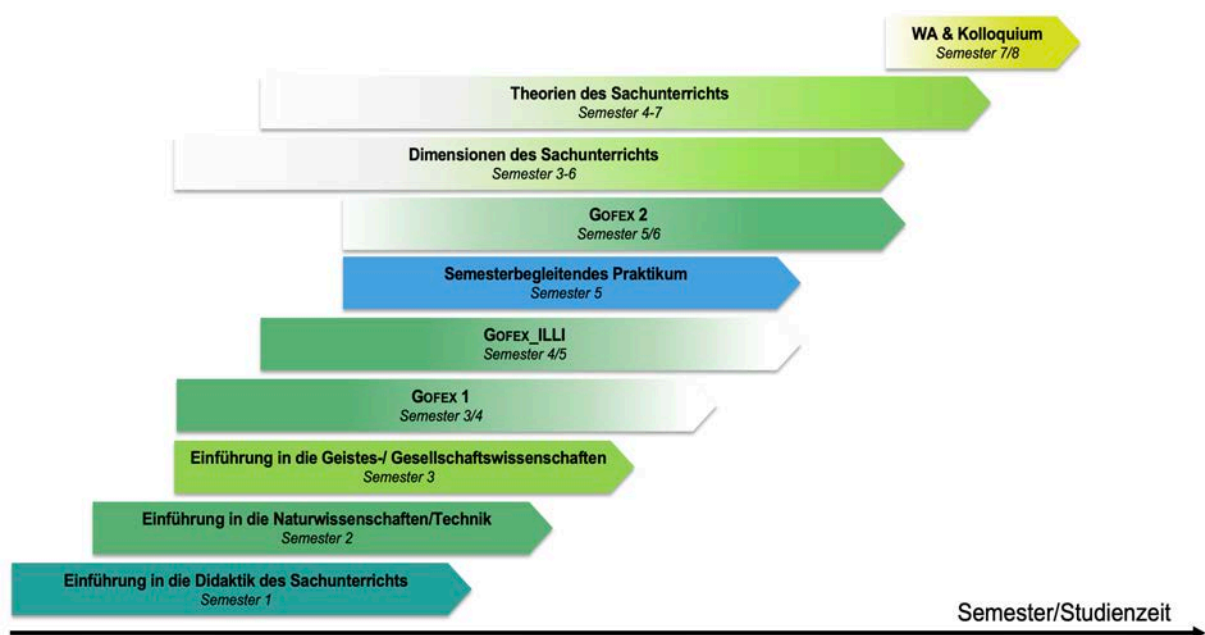 WA & Kolloquium
Semester 7/8
Theorien des Sachunterrichts
Semester 4-7
Dimensionen des Sachunterrichts
Semester 3-6
GOFEX 2
Semester 5/6
Semesterbegleitendes Praktikum
Semester 5
GOFEX_ILLI
Semester 4/5
GOFEX 1
Semester 3/4
Einführung in die Geistes-/ Gesellschaftswissenschaften
Semester 3
Einführung in die Naturwissenschaften/Technik
Semester 2
Einführung in die Didaktik des Sachunterrichts
Semester 1
Semester/Studienzeit